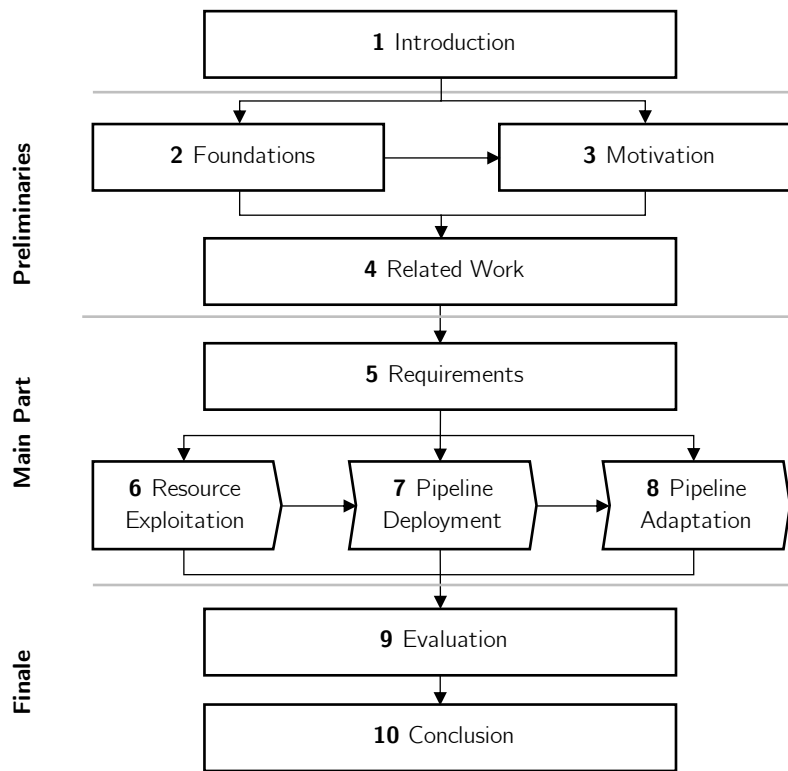 1 Introduction
Preliminaries
2 Foundations
3 Motivation
4 Related Work
Main Part
5 Requirements
6 Resource
Exploitation
7 Pipeline
Deployment
8 Pipeline
Adaptation
Finale
9 Evaluation
10 Conclusion